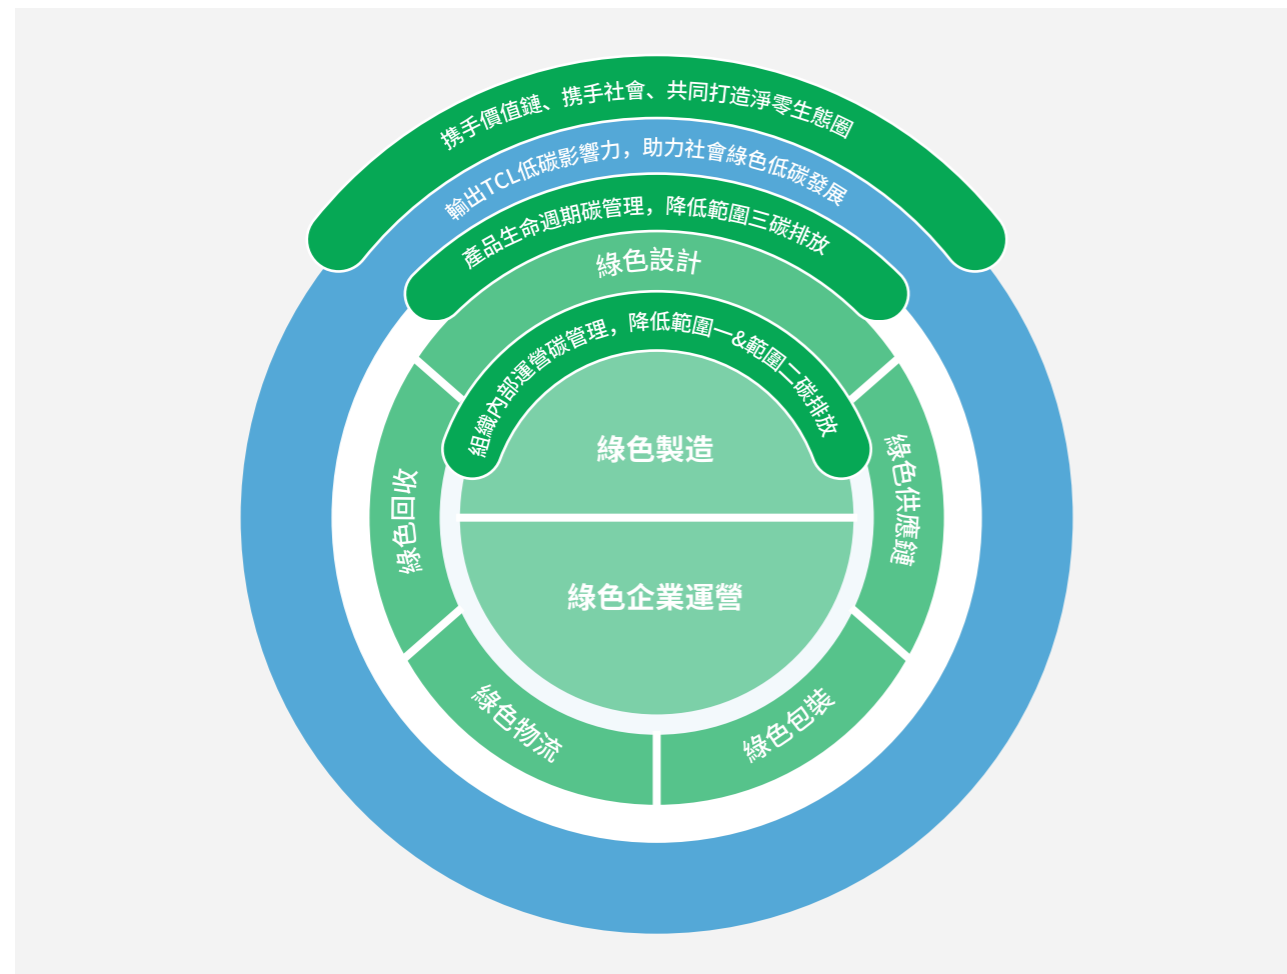 携手價值鏈、携手社會、共同打造淨零生態圈
輸出TCL低碳影響力，助力社會綠色低碳發展
產品生命週期碳管理，降低範圍三碳排放
綠色設計
組織內部運營碳管理，降低範圍一&範圍二碳排放
綠色製造
綠色回收
綠色供應鏈
綠色企業運營
綠色物流
綠色包裝